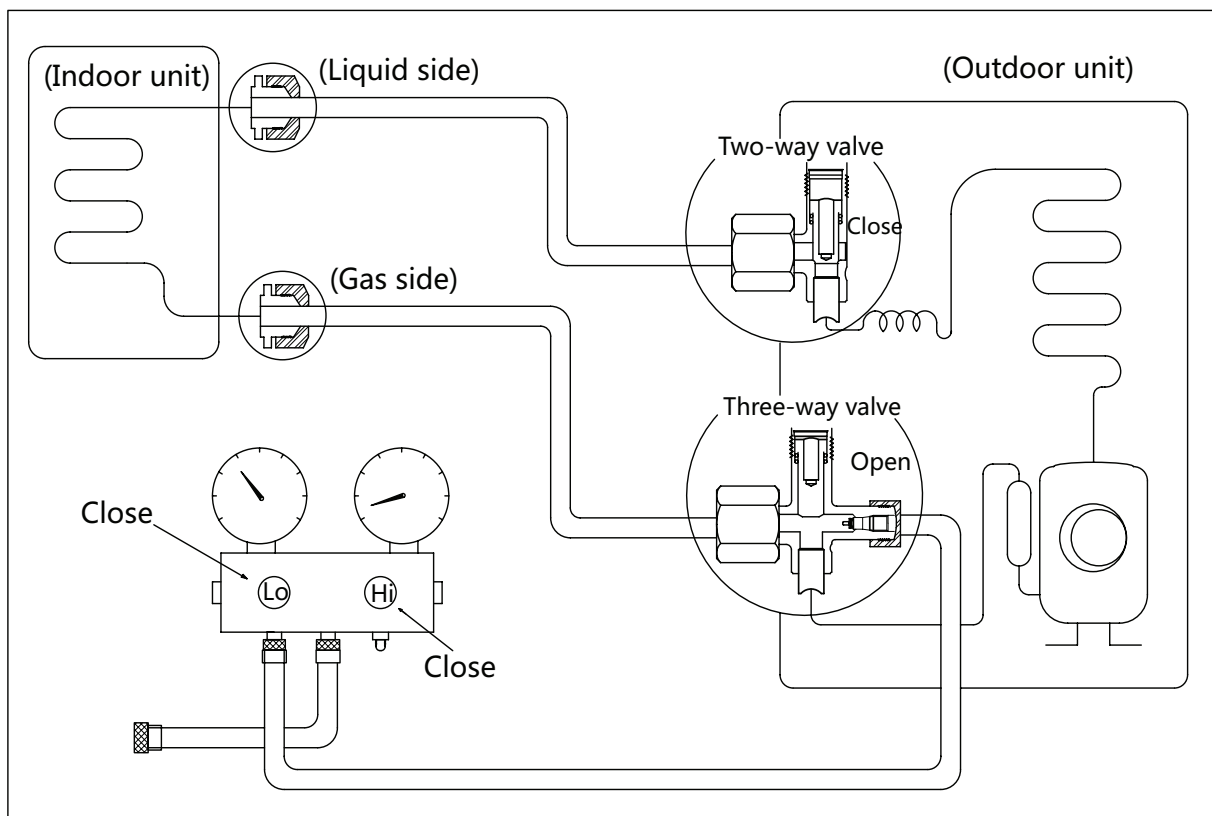 (Indoor unit)
(Liquid side)
(Outdoor unit)
Two-way valve
Close
(Gas side)
Three-way valve
Open
Close
Lo
Hi
Close